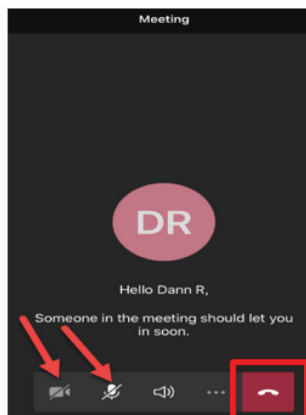 Meeting
DR
Hello Dann R,
Someone in the meeting should let you
in soon.